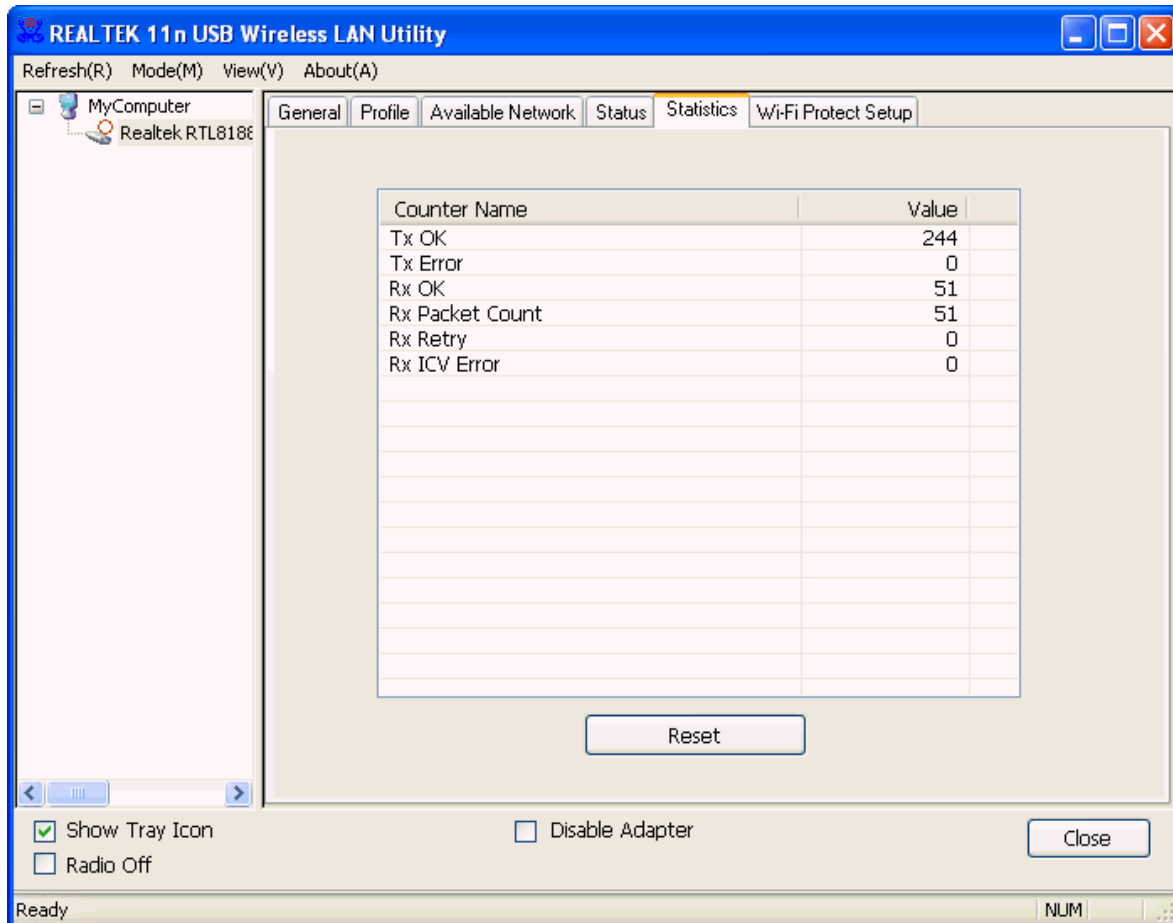 REALTEK 11n USB Wireless LAN Utility
Refresh(R) Mode(M) View(V) About(A)
MyComputer
Realtek RTL8188
General Profile Available Network Status Statistics Wi-Fi Protect Setup
Counter Name Value
Tx OK 244
Tx Error 0
Rx OK 51
Rx Packet Count 51
Rx Retry 0
Rx ICV Error 0
Reset
Show Tray Icon Disable Adapter Close
Radio Off
Ready NUM